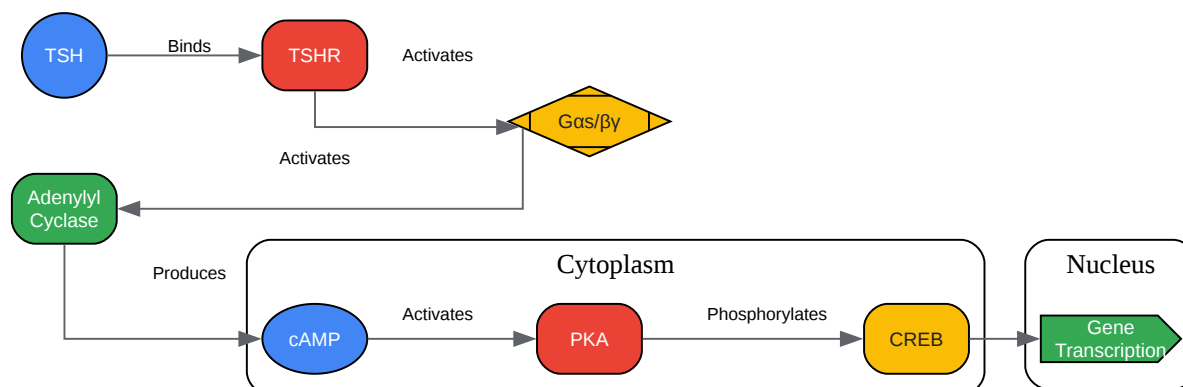 TSH
Binds
TSHR
Activates
Gαs/βγ
Activates
Adenylyl
Cyclase
Produces
Cytoplasm
Nucleus
cAMP
Activates
PKA
Phosphorylates
CREB
Gene
Transcription